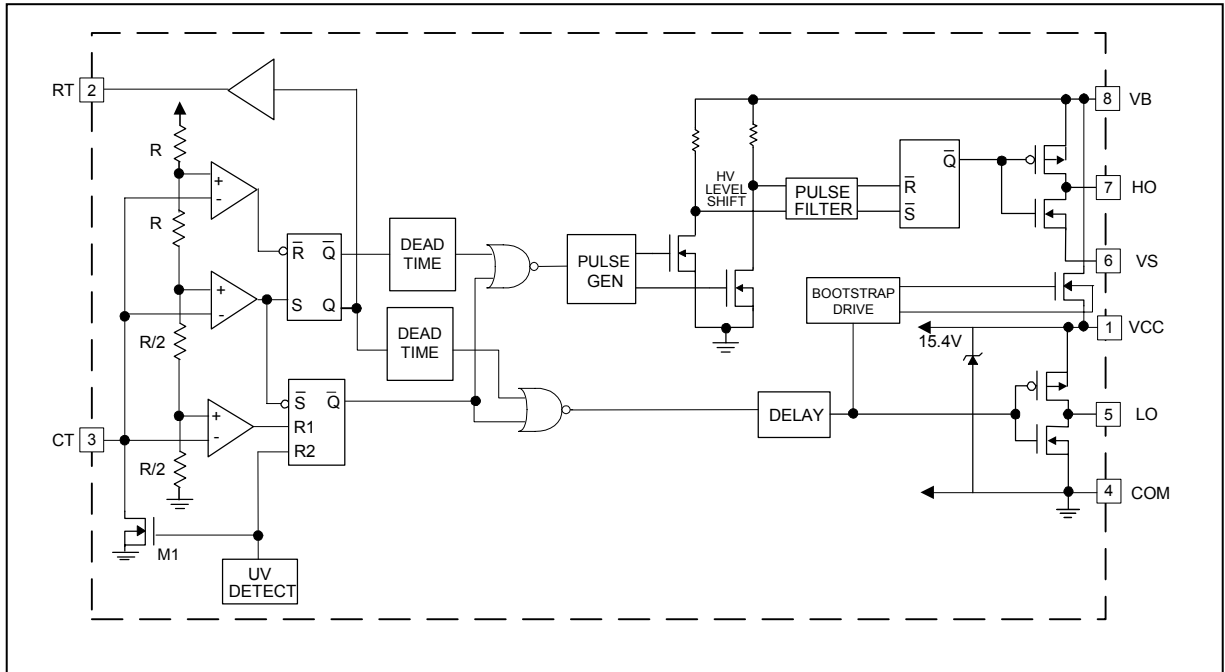 RT 2
8 VB
R
+
-
HV
LEVEL
SHIFT
PULSE
FILTER
R̅
S̅
Q̅
7 HO
R
DEAD
TIME
R̅ Q̅
S Q
PULSE
GEN
6 VS
+
-
BOOTSTRAP
DRIVE
DEAD
TIME
1 VCC
15.4V
R/2
S̅ Q̅
R1
R2
+
-
DELAY
5 LO
CT 3
R/2
4 COM
M1
UV
DETECT